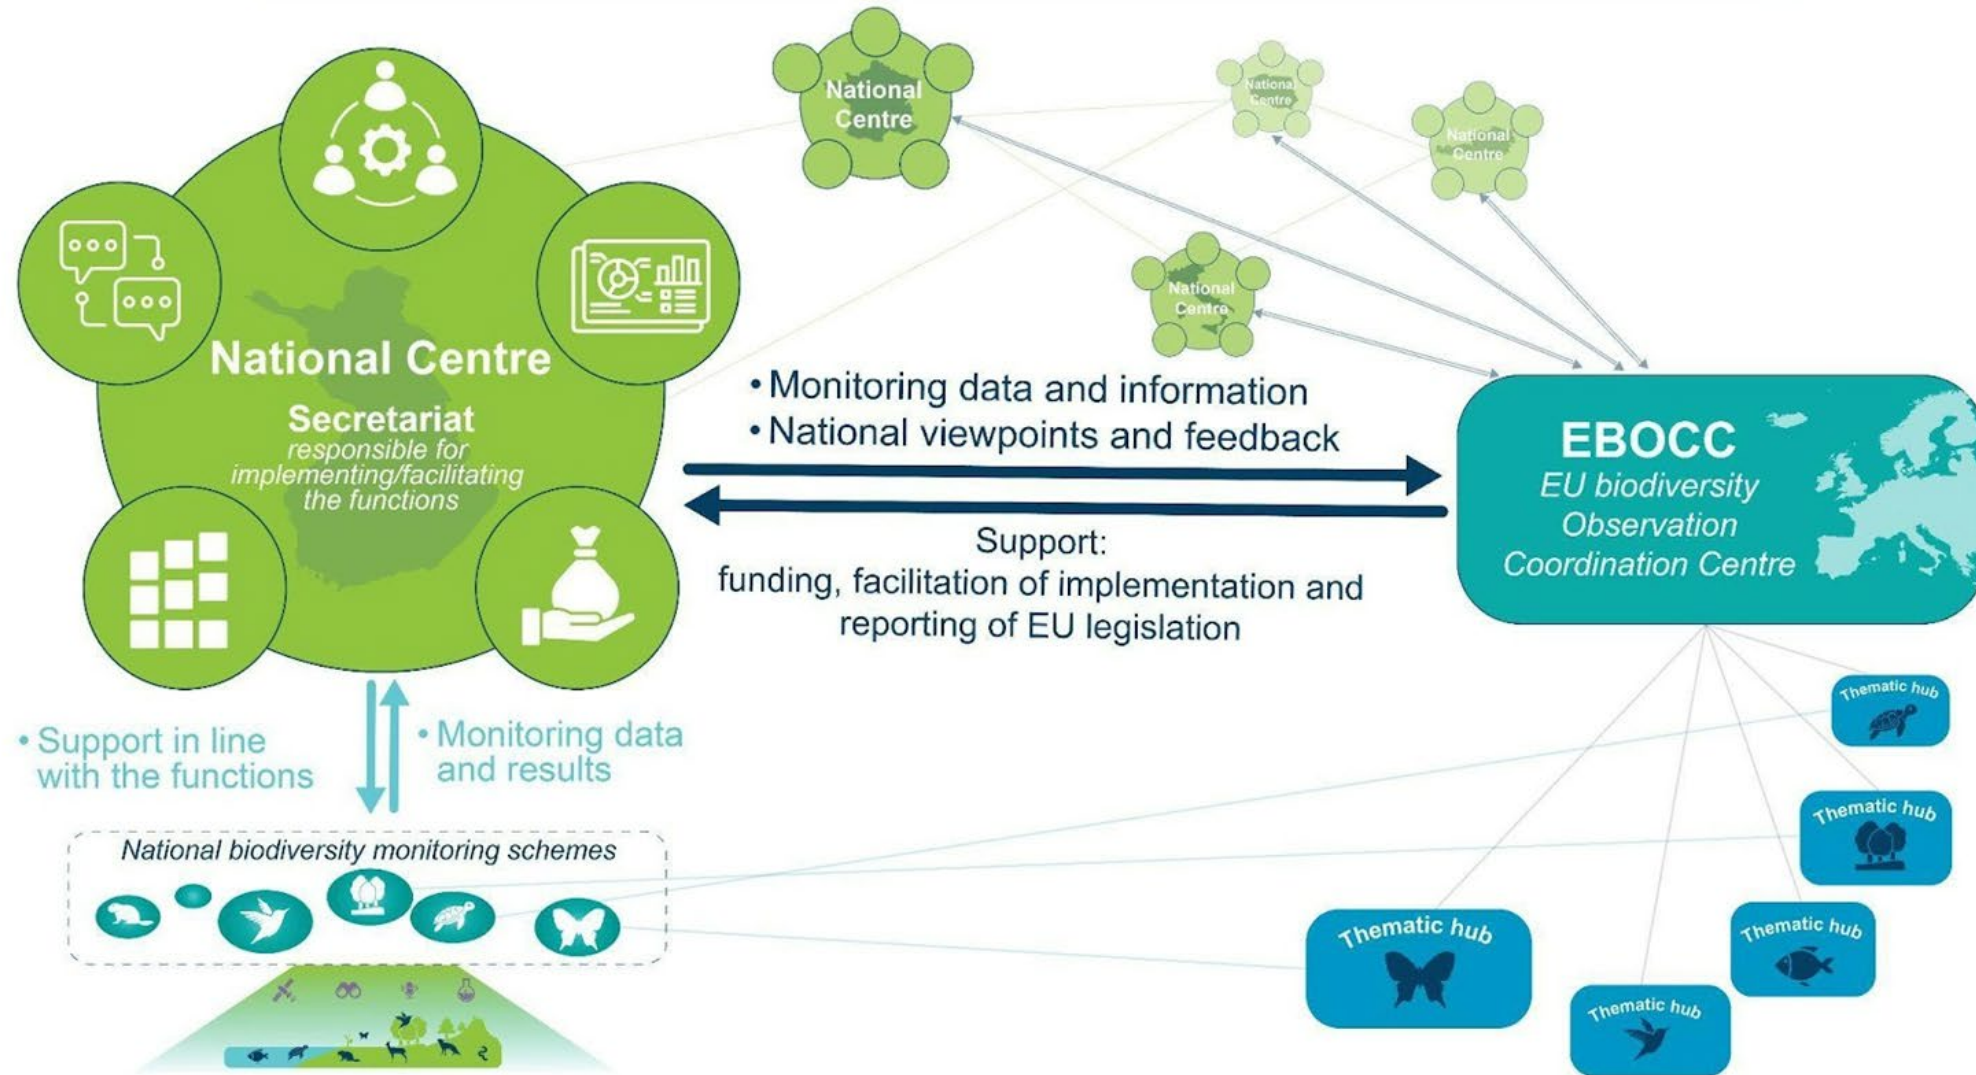 National Centre
Secretariat
responsible for
implementing/facilitating
the functions
National
Centre
National
Centre
National
Centre
National
Centre
• Monitoring data and information
• National viewpoints and feedback
Support:
funding, facilitation of implementation and
reporting of EU legislation
EBOCC
EU biodiversity
Observation
Coordination Centre
• Support in line
with the functions
• Monitoring data
and results
National biodiversity monitoring schemes
Thematic hub
Thematic hub
Thematic hub
Thematic hub
Thematic hub